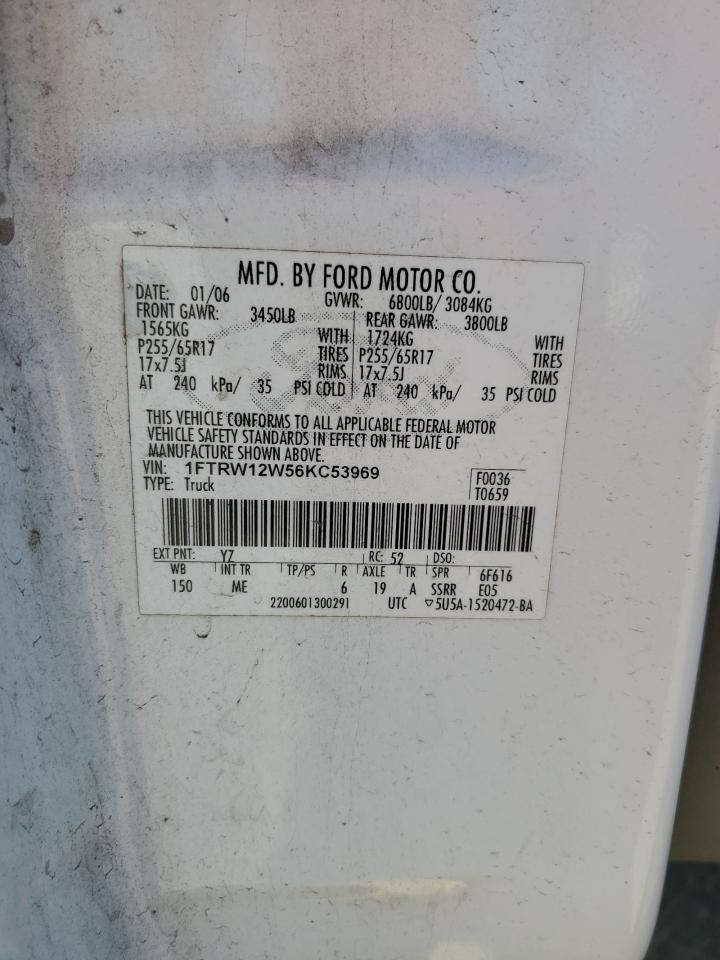 MFD. BY FORD MOTOR CO.
DATE: 01/06 GVWR: 6800LB/ 3084KG
FRONT GAWR: 3450LB REAR GAWR: 3800LB
1565KG WITH 1724KG WITH
P255/65R17 TIRES P255/65R17 TIRES
17x7.5J RIMS 17x7.5J RIMS
AT 240 kPa/ 35 PSI COLD AT 240 kPa/ 35 PSI COLD
THIS VEHICLE CONFORMS TO ALL APPLICABLE FEDERAL MOTOR
VEHICLE SAFETY STANDARDS IN EFFECT ON THE DATE OF
MANUFACTURE SHOWN ABOVE.
VIN: 1FTRW12W56KC53969 F0036
TYPE: Truck T0659
EXT PNT: YZ RC: 52 DSO:
WB INT TR TP/PS R AXLE TR SPR 6F616
150 ME 6 19 A SSRR E05
2200601300291 UTC ▽5U5A-1520472-BA